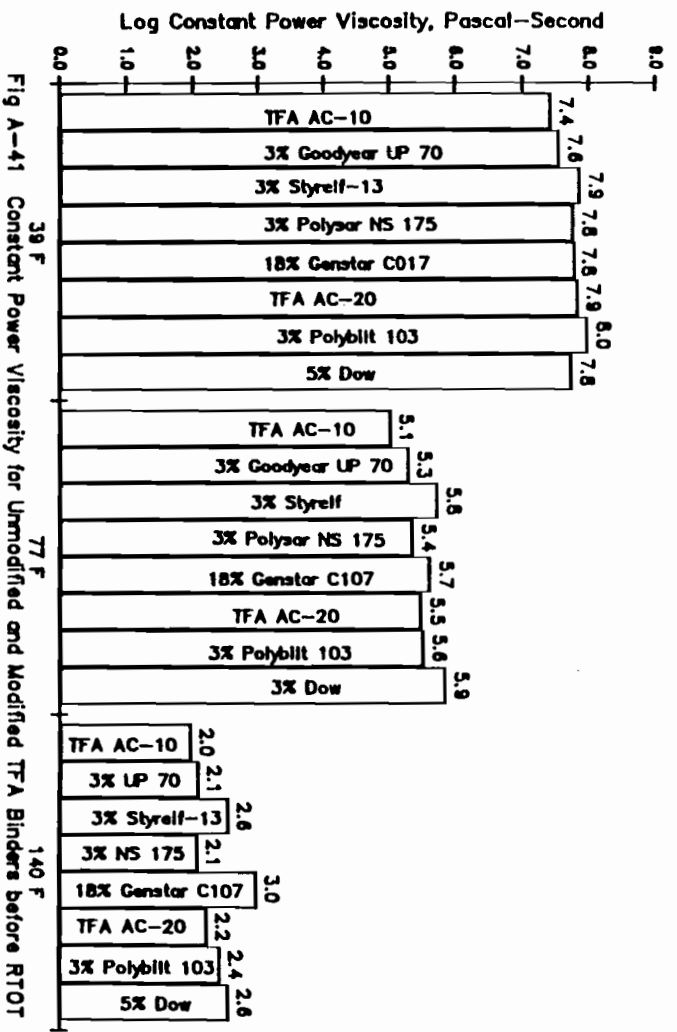 Log Constant Power Viscosity, Pascal-Second
9.0
8.0
7.0
6.0
5.0
4.0
3.0
2.0
1.0
0.0
TFA AC-10 7.4
3% Goodyear UP 70 7.6
3% Styrelf-13 7.9
3% Polysar NS 175 7.8
18% Genstar C017 7.8
TFA AC-20 7.9
3% Polybilt 103 8.0
5% Dow 7.8
39 F
TFA AC-10 5.1
3% Goodyear UP 70 5.3
3% Styrelf 5.8
3% Polysar NS 175 5.4
18% Genstar C107 5.7
TFA AC-20 5.5
3% Polybilt 103 5.6
3% Dow 5.9
77 F
TFA AC-10 2.0
3% UP 70 2.1
3% Styrelf-13 2.6
3% NS 175 2.1
18% Genstar C107 3.0
TFA AC-20 2.2
3% Polybilt 103 2.4
5% Dow 2.6
140 F
Fig A-41 Constant Power Viscosity for Unmodified and Modified TFA Binders before RTOT